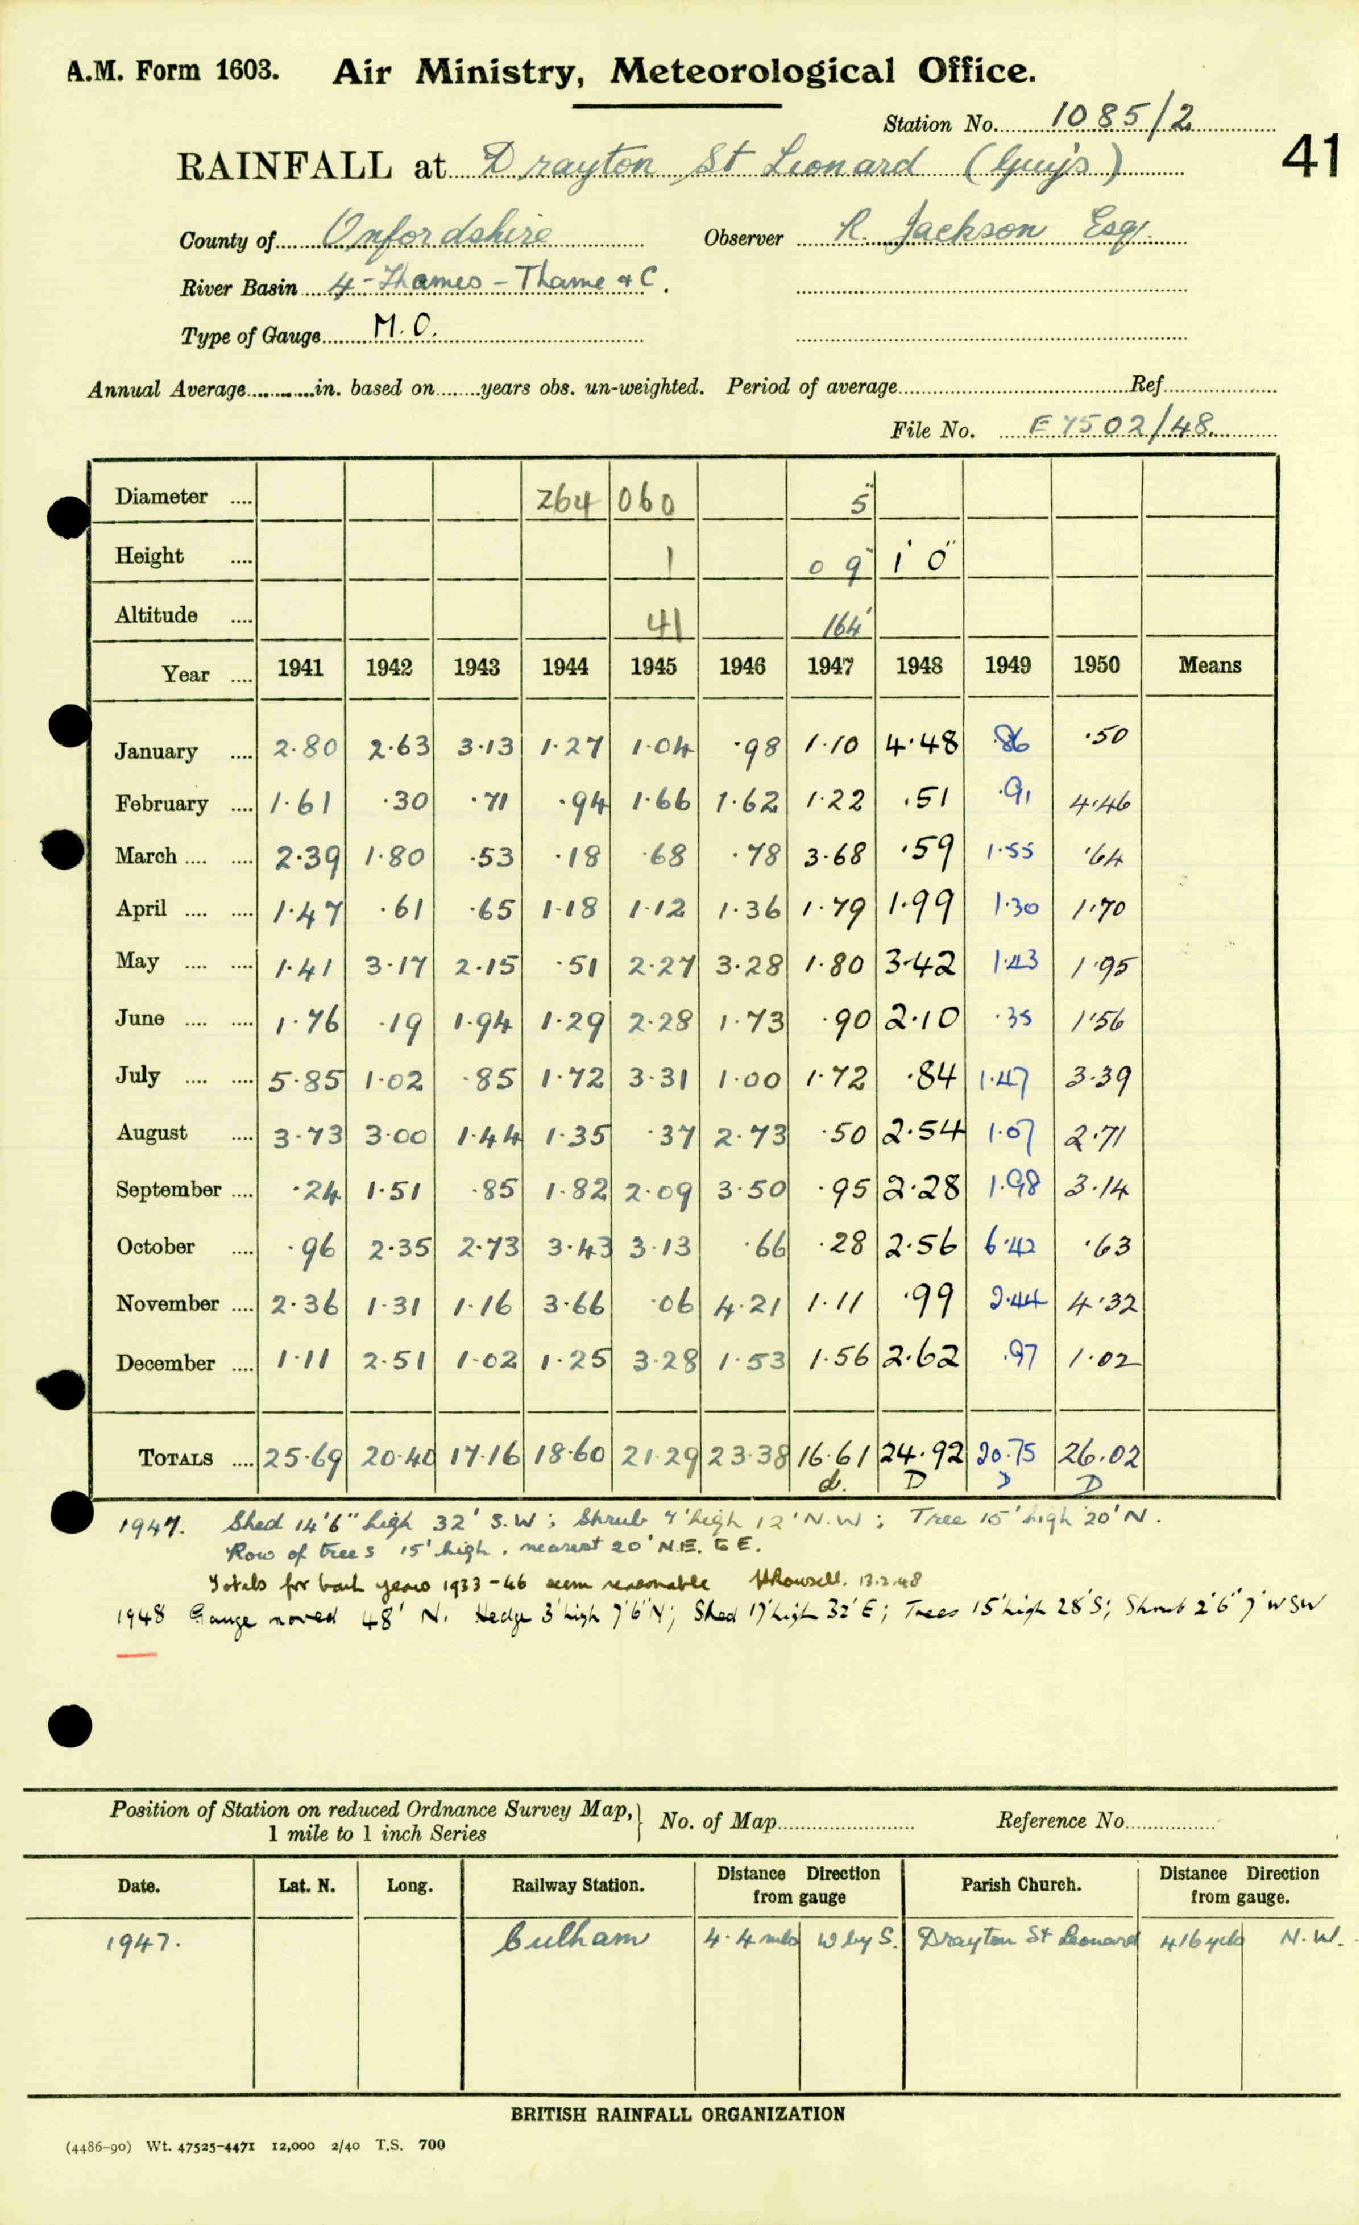 A.M. Form 1603. Air Ministry, Meteorological Office.
Station No. 1085/2
41
RAINFALL at Drayton St Leonard (Guy's)
County of Oxfordshire Observer R. Jackson Esq.
River Basin 4 - Thames - Thame & C.
Type of Gauge M.O.
Annual Average in. based on years obs. un-weighted. Period of average Ref.
File No. E 7502/48
Diameter 264 060 5"
Height 1 0 9" 1' 0"
Altitude 41 164'
Year 1941 1942 1943 1944 1945 1946 1947 1948 1949 1950 Means
January 2.80 2.63 3.13 1.27 1.04 .98 1.10 4.48 .86 .50
February 1.61 .30 .71 .94 1.66 1.62 1.22 .51 .91 4.46
March 2.39 1.80 .53 .18 .68 .78 3.68 .59 1.55 .64
April 1.47 .61 .65 1.18 1.12 1.36 1.79 1.99 1.30 1.70
May 1.41 3.17 2.15 .51 2.27 3.28 1.80 3.42 1.43 1.95
June 1.76 .19 1.94 1.29 2.28 1.73 .90 2.10 .35 1.56
July 5.85 1.02 .85 1.72 3.31 1.00 1.72 .84 1.47 3.39
August 3.73 3.00 1.44 1.35 .37 2.73 .50 2.54 1.07 2.71
September .24 1.51 .85 1.82 2.09 3.50 .95 2.28 1.98 3.14
October .96 2.35 2.73 3.43 3.13 .66 .28 2.56 6.42 .63
November 2.36 1.31 1.16 3.66 .06 4.21 1.11 .99 2.44 4.32
December 1.11 2.51 1.02 1.25 3.28 1.53 1.56 2.62 .97 1.02
TOTALS 25.69 20.40 17.16 18.60 21.29 23.38 16.61 24.92 20.75 26.02
d. D D D
1947. Shed 14'6" high 32' S.W; Shrub 7' high 12' N.W; Tree 15' high 20' N.
Row of trees 15' high, nearest 20' N.E. to E.
Totals for back years 1933-46 seem reasonable HRowsell. 13.2.48
1948 Gauge moved 48' N. Hedge 3' high 7'6" N; Shed 17' high 32' E; Trees 15' high 28' S; Shrub 2'6" 7' WSW
Position of Station on reduced Ordnance Survey Map, 1 mile to 1 inch Series No. of Map Reference No.
Date. Lat. N. Long. Railway Station. Distance Direction from gauge Parish Church. Distance Direction from gauge.
1947. Culham 4.4 mls W by S. Drayton St Leonard 416 yds N.W.
BRITISH RAINFALL ORGANIZATION
(4486-90) Wt. 47525-4471 12,000 2/40 T.S. 700